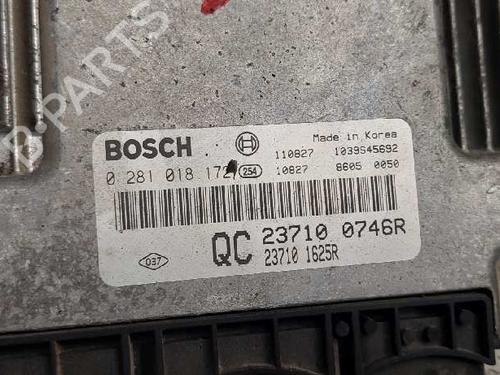 BOSCH
Made in Korea
110827 1039S45692
0 281 018 172 254 10827 8605 0050
QC 23710 0746R
037 23710 1625R
B-PARTS